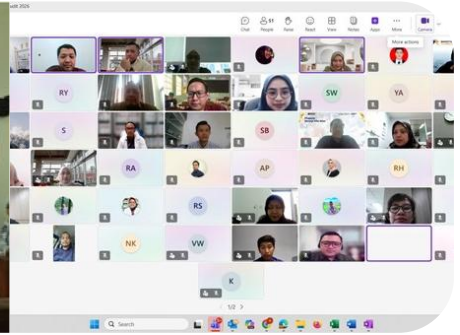 Chat People Raise React View Notes Apps More Camera
51
More actions
RY
SW
YA
S
SB
RA
AP
RH
RS
NK
VW
K
1/2
Search